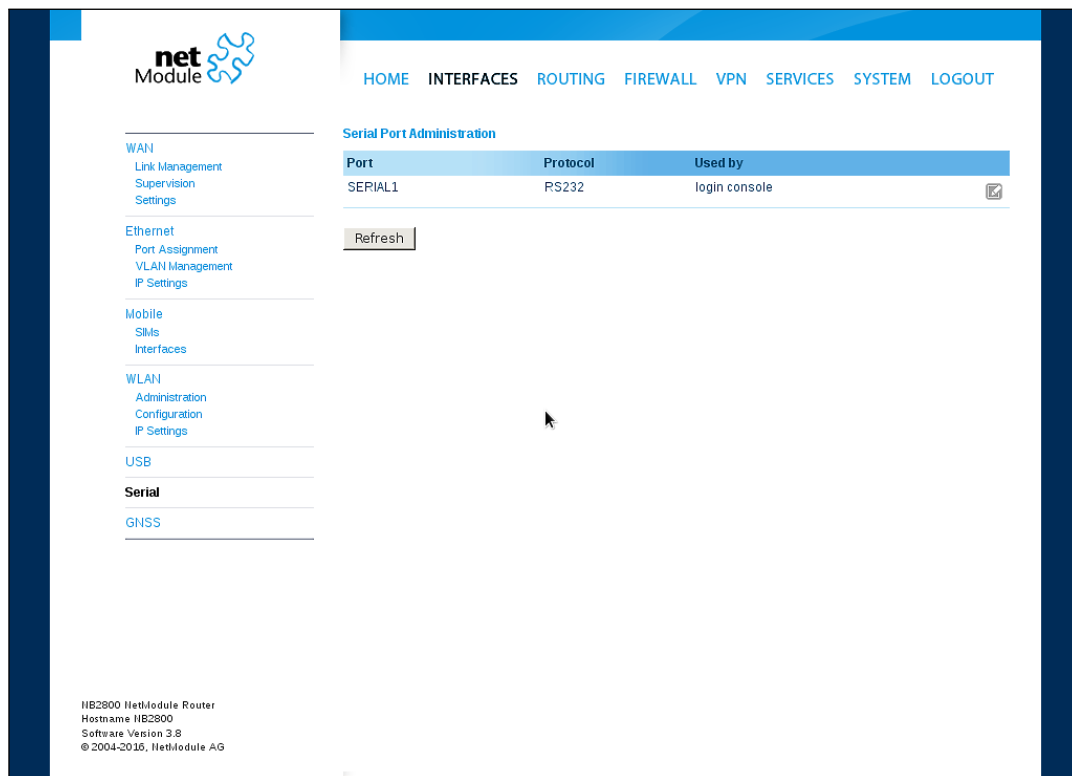 net
Module
HOME INTERFACES ROUTING FIREWALL VPN SERVICES SYSTEM LOGOUT
WAN
Link Management
Supervision
Settings
Ethernet
Port Assignment
VLAN Management
IP Settings
Mobile
SIMs
Interfaces
WLAN
Administration
Configuration
IP Settings
USB
Serial
GNSS
Serial Port Administration
Port Protocol Used by
SERIAL1 RS232 login console
Refresh
NB2800 NetModule Router
Hostname NB2800
Software Version 3.8
© 2004-2016, NetModule AG